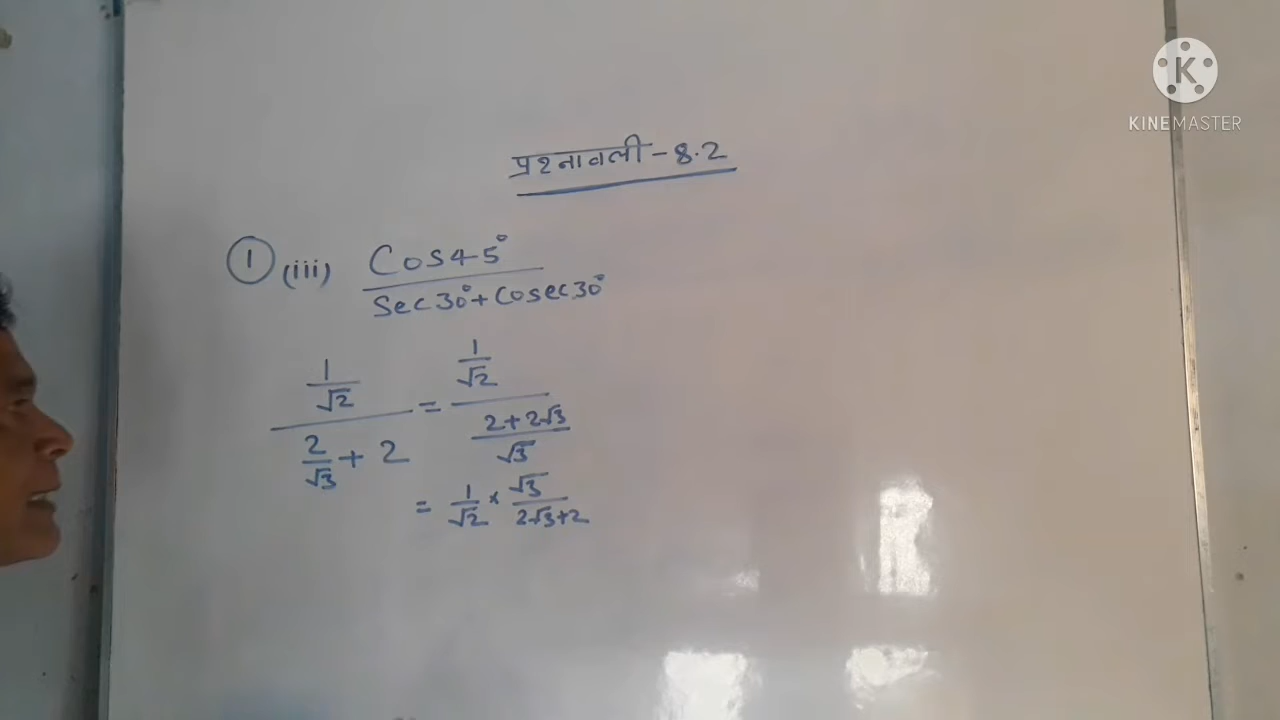 KINEMASTER
प्रश्नावली - 8.2
① (iii) Cos45° / Sec30° + Cosec30°
1/√2 / 2/√3 + 2 = 1/√2 / 2+2√3/√3
= 1/√2 × √3/2√3+2